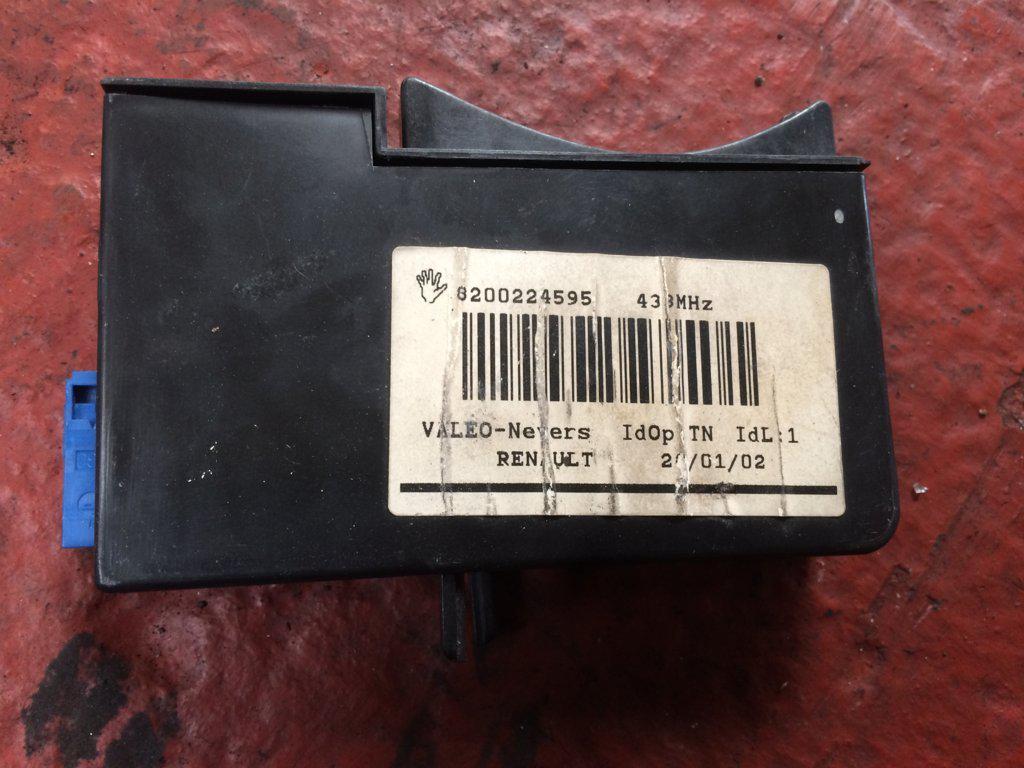 8200224595 433MHz
VALEO-Nevers IdOp:TN IdL:1
RENAULT